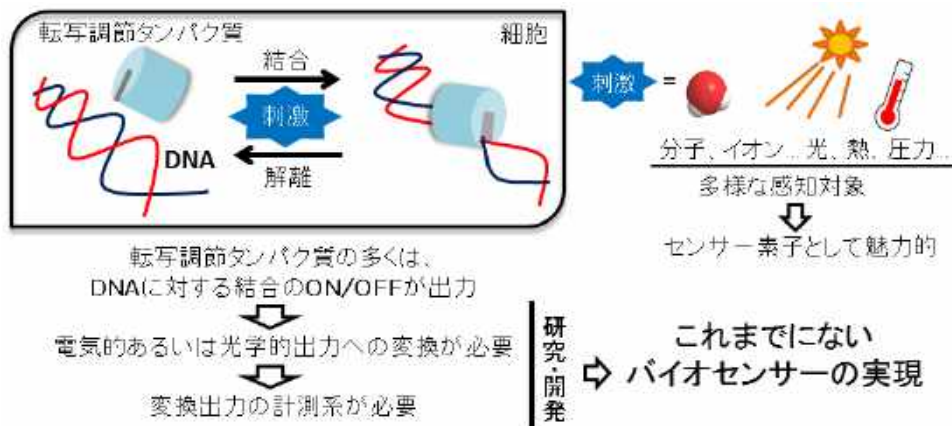 転写調節タンパク質
細胞
結合
刺激
DNA
解離
刺激
=
分子、イオン...光、熱、圧力...
多様な感知対象
センサー素子として魅力的
転写調節タンパク質の多くは、
DNAに対する結合のON/OFFが出力
電気的あるいは光学的出力への変換が必要
変換出力の計測系が必要
研究・開発
これまでにない
バイオセンサーの実現